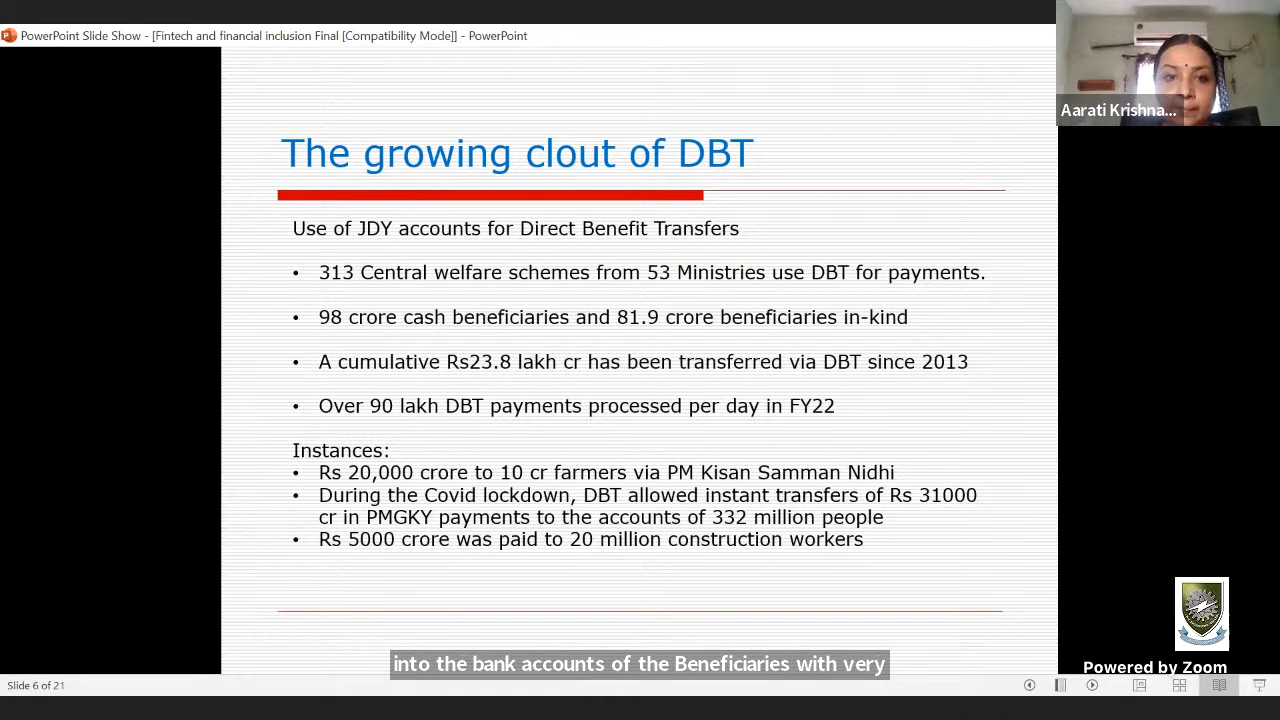 PowerPoint Slide Show - [Fintech and financial inclusion Final [Compatibility Mode]] - PowerPoint
Aarati Krishna...
The growing clout of DBT
Use of JDY accounts for Direct Benefit Transfers
• 313 Central welfare schemes from 53 Ministries use DBT for payments.
• 98 crore cash beneficiaries and 81.9 crore beneficiaries in-kind
• A cumulative Rs23.8 lakh cr has been transferred via DBT since 2013
• Over 90 lakh DBT payments processed per day in FY22
Instances:
• Rs 20,000 crore to 10 cr farmers via PM Kisan Samman Nidhi
• During the Covid lockdown, DBT allowed instant transfers of Rs 31000
cr in PMGKY payments to the accounts of 332 million people
• Rs 5000 crore was paid to 20 million construction workers
into the bank accounts of the Beneficiaries with very
Powered by Zoom
Slide 6 of 21